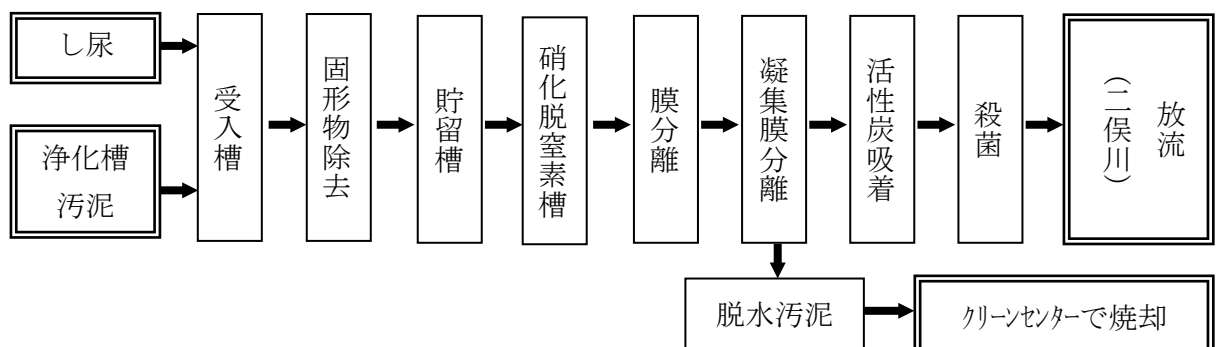 し尿
浄化槽
汚泥
受入槽
固形物除去
貯留槽
硝化脱窒素槽
膜分離
凝集膜分離
活性炭吸着
殺菌
放流
（二俣川）
脱水汚泥
クリーンセンターで焼却